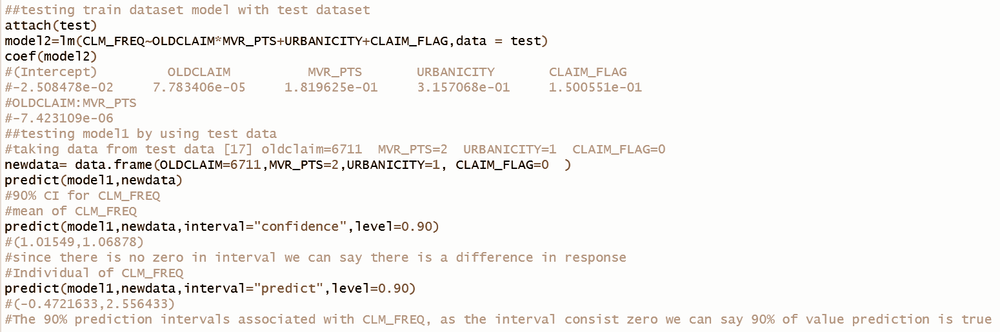 ##testing train dataset model with test dataset
attach(test)
model2=lm(CLM_FREQ~OLDCLAIM*MVR_PTS+URBANICITY+CLAIM_FLAG,data = test)
coef(model2)
#(Intercept)         OLDCLAIM          MVR_PTS       URBANICITY       CLAIM_FLAG
#-2.508478e-02     7.783406e-05     1.819625e-01     3.157068e-01     1.500551e-01
#OLDCLAIM:MVR_PTS
#-7.423109e-06
##testing model1 by using test data
#taking data from test data [17] oldclaim=6711  MVR_PTS=2  URBANICITY=1  CLAIM_FLAG=0
newdata= data.frame(OLDCLAIM=6711,MVR_PTS=2,URBANICITY=1, CLAIM_FLAG=0  )
predict(model1,newdata)
#90% CI for CLM_FREQ
#mean of CLM_FREQ
predict(model1,newdata,interval="confidence",level=0.90)
#(1.01549,1.06878)
#since there is no zero in interval we can say there is a difference in response
#Individual of CLM_FREQ
predict(model1,newdata,interval="predict",level=0.90)
#(-0.4721633,2.556433)
#The 90% prediction intervals associated with CLM_FREQ, as the interval consist zero we can say 90% of value prediction is true